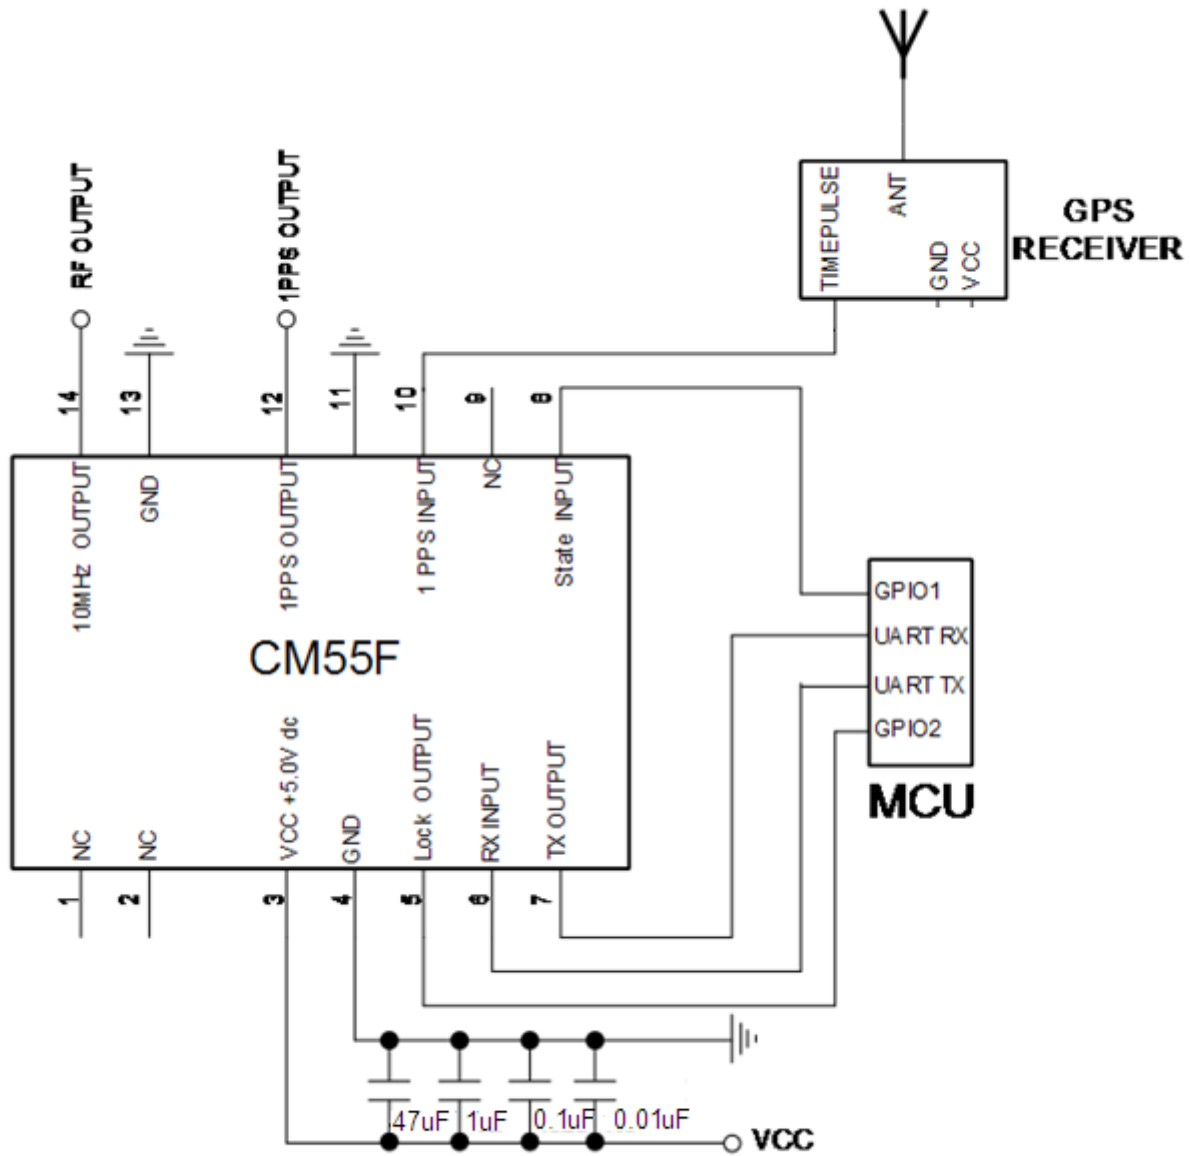 RF OUTPUT
1PPS OUTPUT
TIMEPULSE
ANT
GND
VCC
GPS
RECEIVER
14
13
12
11
10
9
8
10MHz OUTPUT
GND
1PPS OUTPUT
1 PPS INPUT
NC
State INPUT
CM55F
GPIO1
UART RX
UART TX
GPIO2
MCU
NC
NC
VCC +5.0V dc
GND
Lock OUTPUT
RX INPUT
TX OUTPUT
1
2
3
4
5
6
7
47uF
1uF
0.1uF
0.01uF
VCC